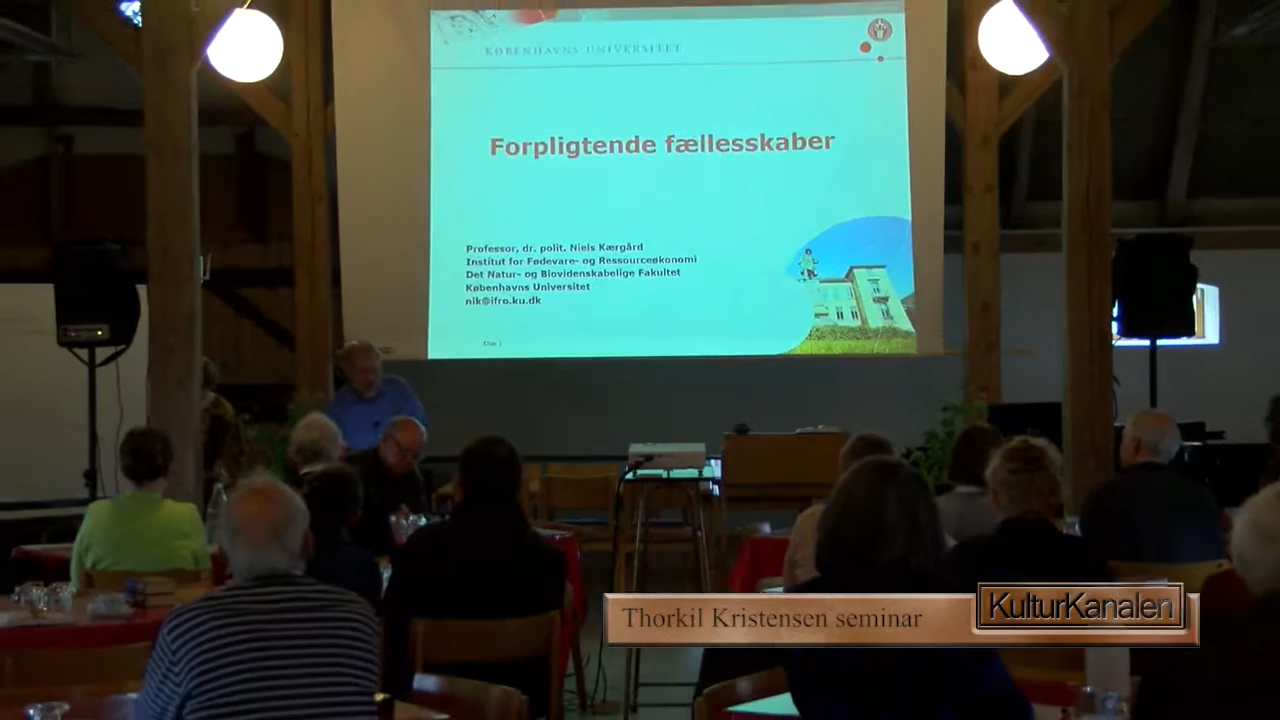 KØBENHAVNS UNIVERSITET
Forpligtende fællesskaber
Professor, dr. polit. Niels Kærgård
Institut for Fødevare- og Ressourceøkonomi
Det Natur- og Biovidenskabelige Fakultet
Københavns Universitet
nik@ifro.ku.dk
Thorkil Kristensen seminar
KulturKanalen